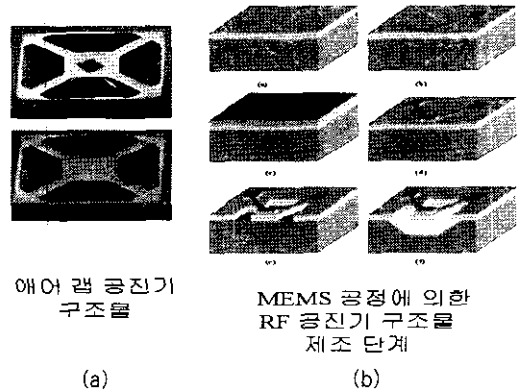 (a)
(b)
(c)
(d)
(e)
(f)
애어 갭 공진기
구조물
MEMS 공정에 의한
RF 공진기 구조물
제조 단계
(a)
(b)